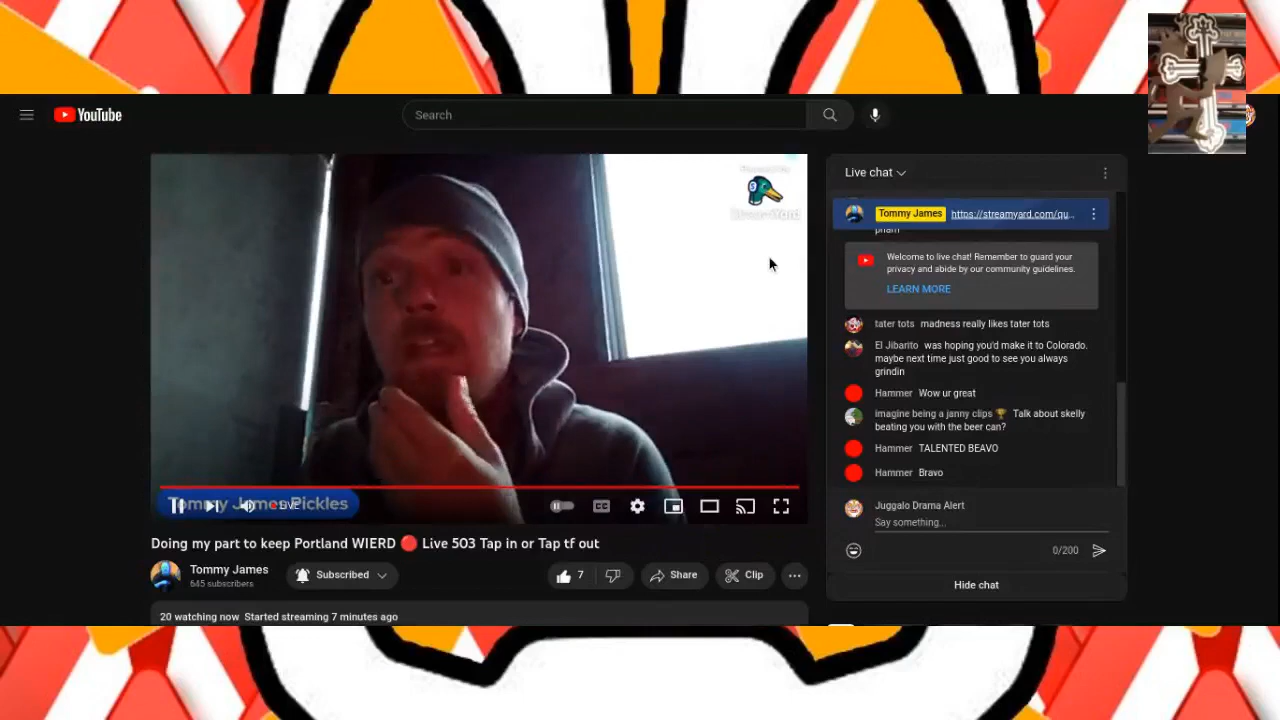 YouTube
Search
Live chat
Tommy James https://streamyard.com/qu...
Welcome to live chat! Remember to guard your
privacy and abide by our community guidelines.
LEARN MORE
tater tots madness really likes tater tots
El Jibarito was hoping you'd make it to Colorado.
maybe next time just good to see you always
grindin
Hammer Wow ur great
imagine being a janny clips 🏆 Talk about skelly
beating you with the beer can?
Hammer TALENTED BEAVO
Hammer Bravo
Tommy James Pickles
LIVE
CC
Juggalo Drama Alert
Say something...
0/200
Hide chat
Doing my part to keep Portland WIERD 🔴 Live 503 Tap in or Tap tf out
Tommy James
645 subscribers
Subscribed
7
Share
Clip
20 watching now Started streaming 7 minutes ago